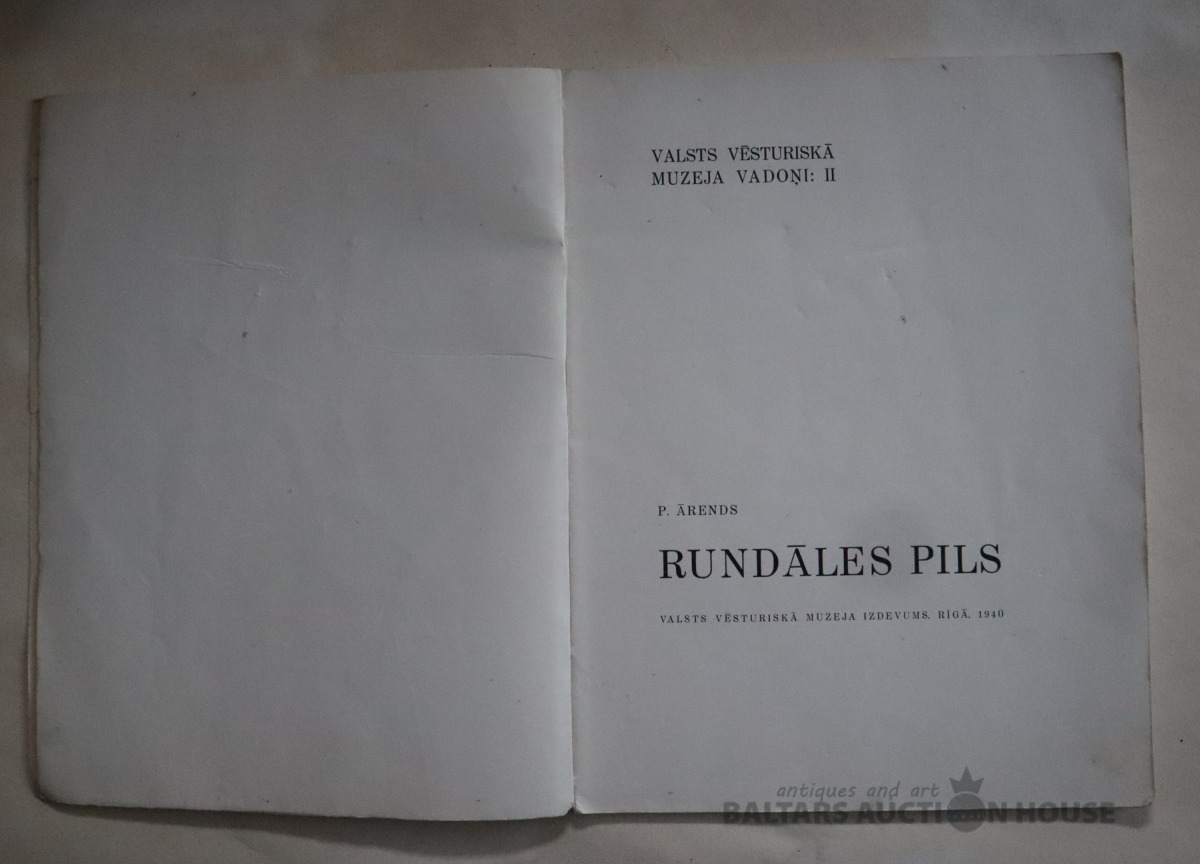 VALSTS VĒSTURISKĀ
MUZEJA VADOŅI: II
P. ĀRENDS
RUNDĀLES PILS
VALSTS VĒSTURISKĀ MUZEJA IZDEVUMS. RĪGĀ, 1940
antiques and art
BALTARS AUCTION HOUSE